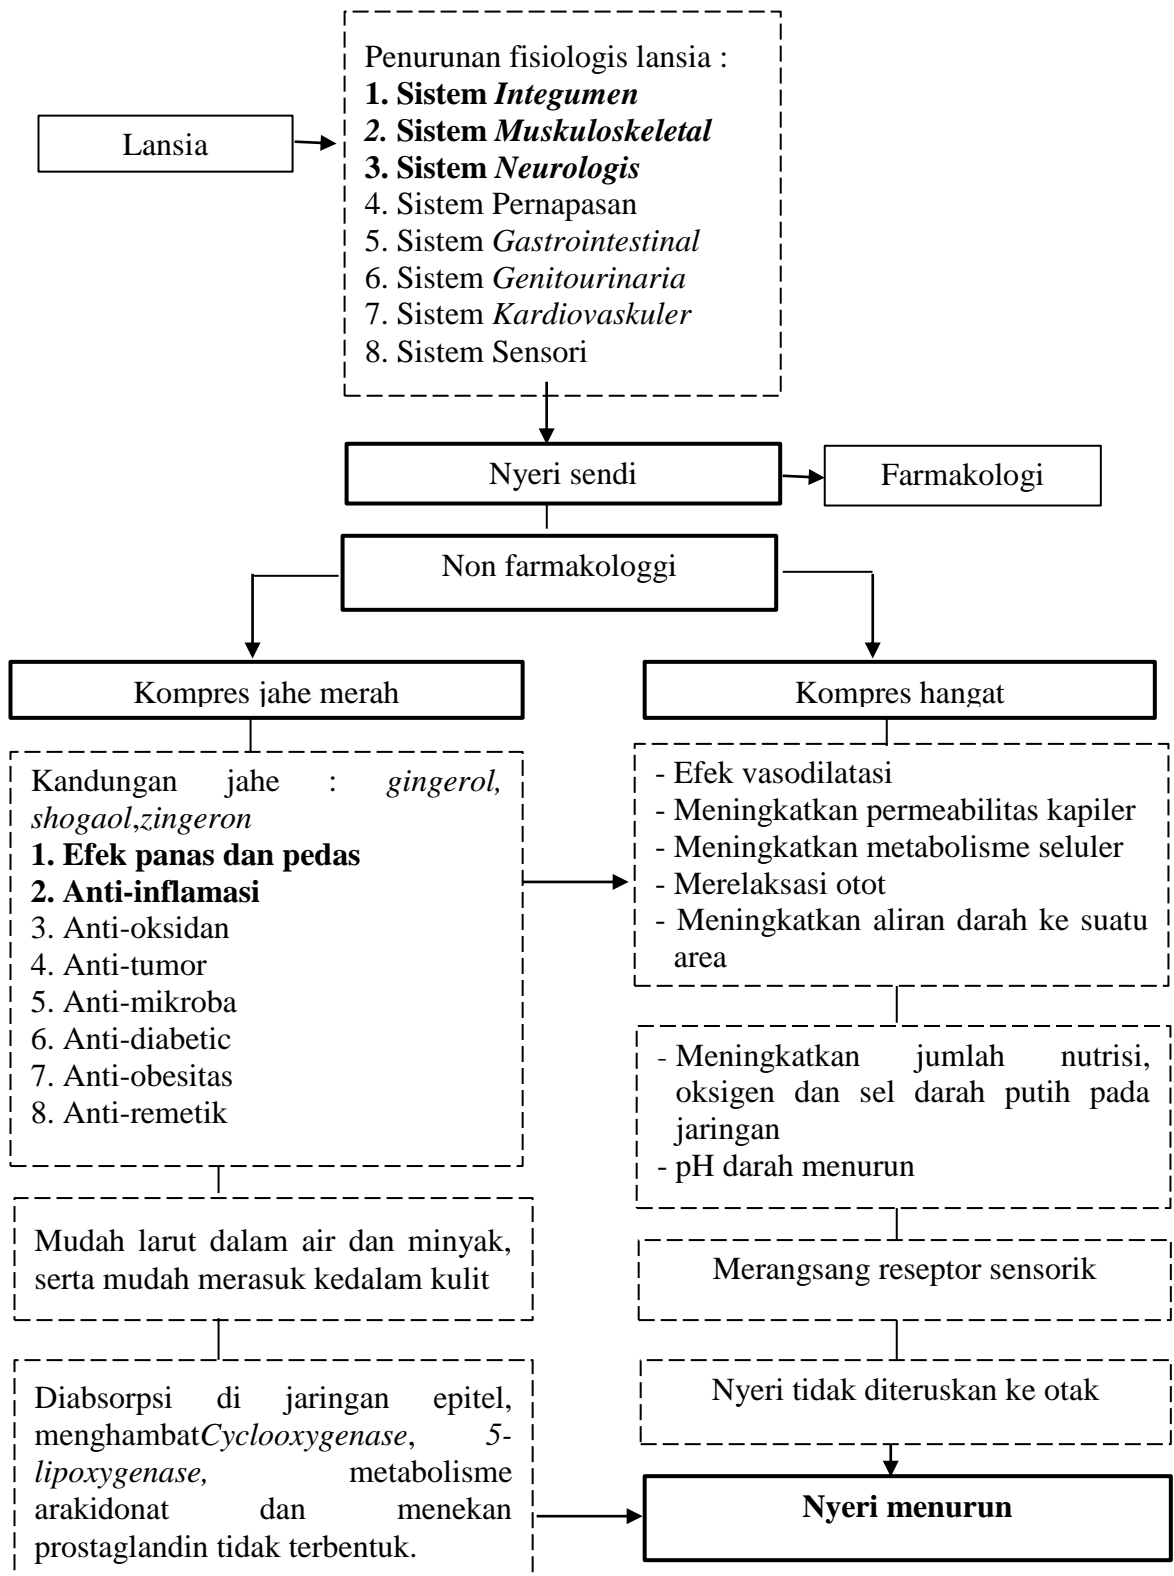 Penurunan fisiologis lansia :
1. Sistem Integumen
2. Sistem Muskuloskeletal
3. Sistem Neurologis
4. Sistem Pernapasan
5. Sistem Gastrointestinal
6. Sistem Genitourinaria
7. Sistem Kardiovaskuler
8. Sistem Sensori
Lansia
Nyeri sendi
Farmakologi
Non farmakologgi
Kompres jahe merah
Kandungan jahe : gingerol,
shogaol,zingeron
1. Efek panas dan pedas
2. Anti-inflamasi
3. Anti-oksidan
4. Anti-tumor
5. Anti-mikroba
6. Anti-diabetic
7. Anti-obesitas
8. Anti-remetik
Mudah larut dalam air dan minyak,
serta mudah merasuk kedalam kulit
Diabsorpsi di jaringan epitel,
menghambatCyclooxygenase, 5-
lipoxygenase, metabolisme
arakidonat dan menekan
prostaglandin tidak terbentuk.
Kompres hangat
- Efek vasodilatasi
- Meningkatkan permeabilitas kapiler
- Meningkatkan metabolisme seluler
- Merelaksasi otot
- Meningkatkan aliran darah ke suatu
area
- Meningkatkan jumlah nutrisi,
oksigen dan sel darah putih pada
jaringan
- pH darah menurun
Merangsang reseptor sensorik
Nyeri tidak diteruskan ke otak
Nyeri menurun